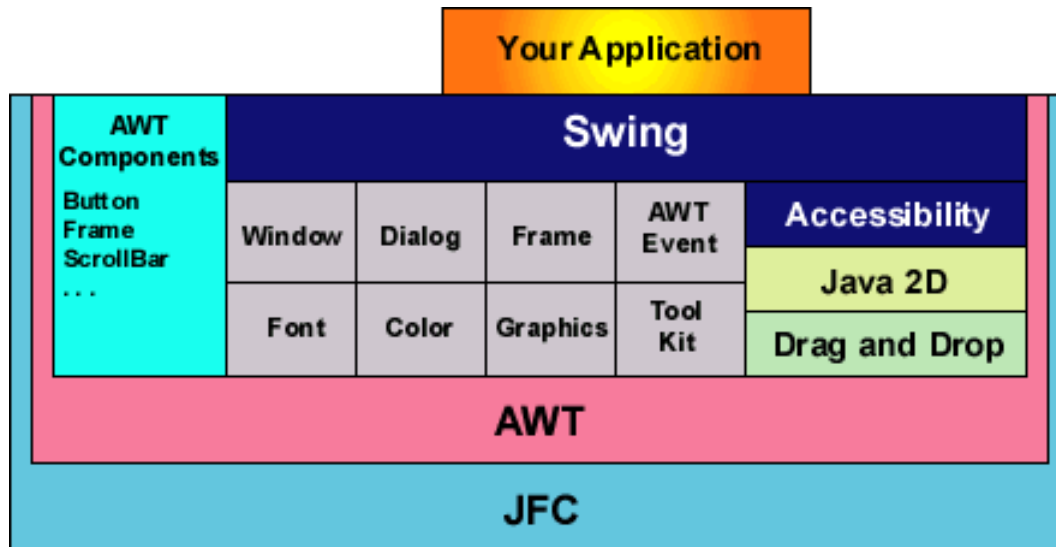 Your Application
AWT
Components
Button
Frame
ScrollBar
. . .
Swing
Window
Dialog
Frame
AWT
Event
Font
Color
Graphics
Tool
Kit
Accessibility
Java 2D
Drag and Drop
AWT
JFC